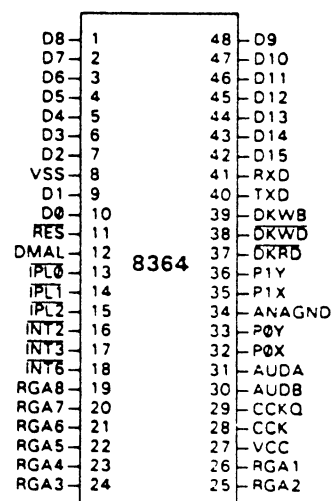 D8 1 48 D9
D7 2 47 D10
D6 3 46 D11
D5 4 45 D12
D4 5 44 D13
D3 6 43 D14
D2 7 42 D15
VSS 8 41 RXD
D1 9 40 TXD
D0 10 39 DKWB
RES 11 38 DKWD
DMAL 12 37 DKRD
8364
IPL0 13 36 P1Y
IPL1 14 35 P1X
IPL2 15 34 ANAGND
INT2 16 33 P0Y
INT3 17 32 P0X
INT6 18 31 AUDA
RGA8 19 30 AUDB
RGA7 20 29 CCKQ
RGA6 21 28 CCK
RGA5 22 27 VCC
RGA4 23 26 RGA1
RGA3 24 25 RGA2